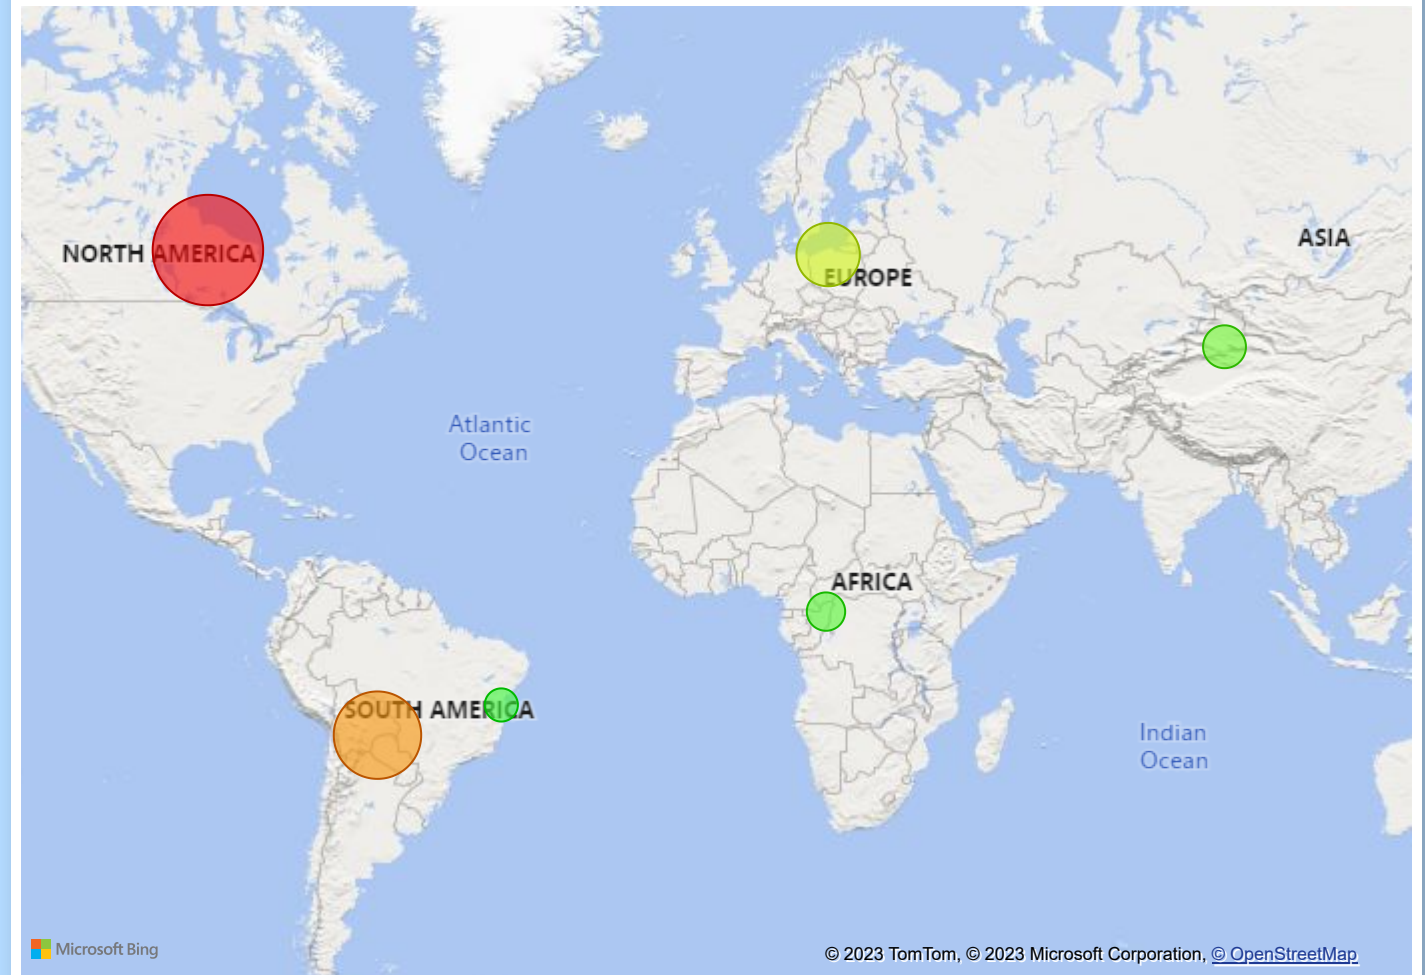 ASIA
NORTH AMERICA
EUROPE
Atlantic
Ocean
AFRICA
SOUTH AMERICA
Indian
Ocean
Microsoft Bing
© 2023 TomTom, © 2023 Microsoft Corporation, © OpenStreetMap